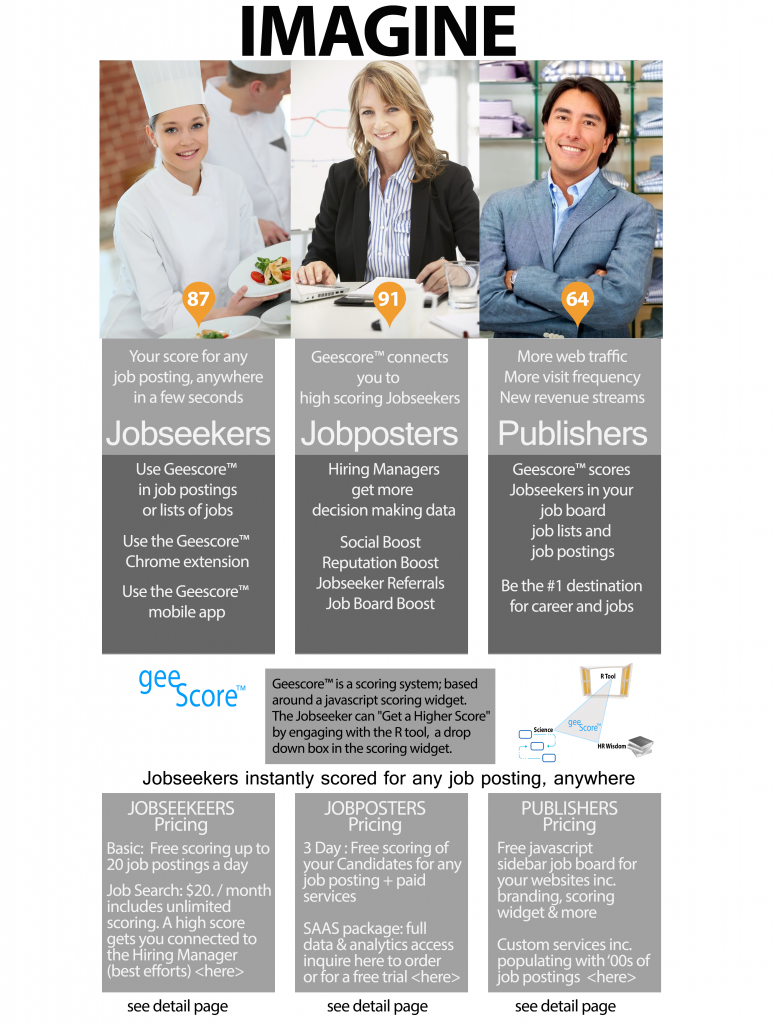 IMAGINE
87
91
64
Your score for any
job posting, anywhere
in a few seconds
Jobseekers
Use Geescore™
in job postings
or lists of jobs
Use the Geescore™
Chrome extension
Use the Geescore™
mobile app
Geescore™ connects
you to
high scoring Jobseekers
Jobposters
Hiring Managers
get more
decision making data
Social Boost
Reputation Boost
Jobseeker Referrals
Job Board Boost
More web traffic
More visit frequency
New revenue streams
Publishers
Geescore™ scores
Jobseekers in your
job board
job lists and
job postings
Be the #1 destination
for career and jobs
gee
Score™
Geescore™ is a scoring system; based
around a javascript scoring widget.
The Jobseeker can "Get a Higher Score"
by engaging with the R tool, a drop
down box in the scoring widget.
R Tool
gee
Score™
Science
HR Wisdom
Jobseekers instantly scored for any job posting, anywhere
JOBSEEKEERS
Pricing
Basic: Free scoring up to
20 job postings a day
Job Search: $20. / month
includes unlimited
scoring. A high score
gets you connected to
the Hiring Manager
(best efforts) <here>
see detail page
JOBPOSTERS
Pricing
3 Day : Free scoring of
your Candidates for any
job posting + paid
services
SAAS package: full
data & analytics access
inquire here to order
or for a free trial <here>
see detail page
PUBLISHERS
Pricing
Free javascript
sidebar job board for
your websites inc.
branding, scoring
widget & more
Custom services inc.
populating with '00s of
job postings <here>
see detail page